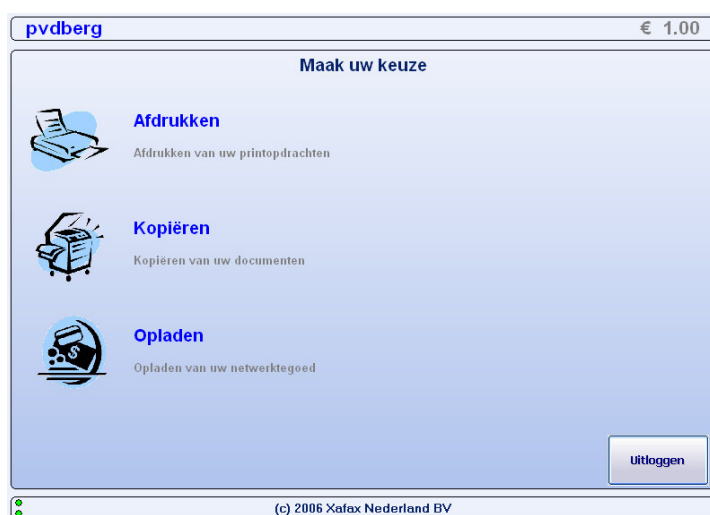 pvdberg € 1.00
Maak uw keuze
Afdrukken
Afdrukken van uw printopdrachten
Kopiëren
Kopiëren van uw documenten
Opladen
$
Opladen van uw netwerktegoed
Uitloggen
(c) 2006 Xafax Nederland BV